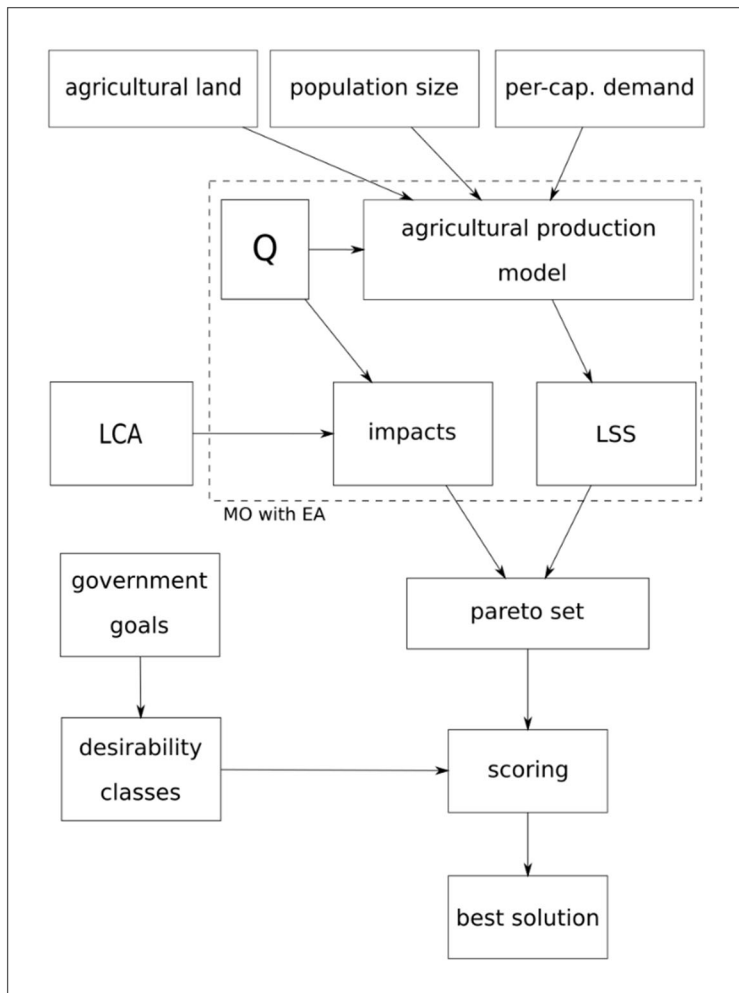 agricultural land
population size
per-cap. demand
Q
agricultural production
model
LCA
impacts
LSS
MO with EA
government
goals
pareto set
desirability
classes
scoring
best solution